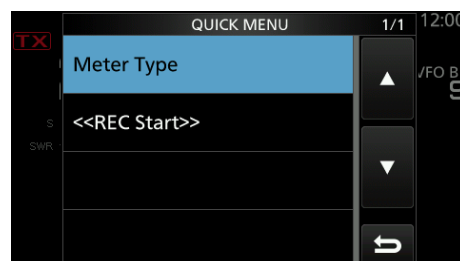 QUICK MENU 1/1 12:00
TX
Meter Type
VFO B
<<REC Start>>
S
SWR